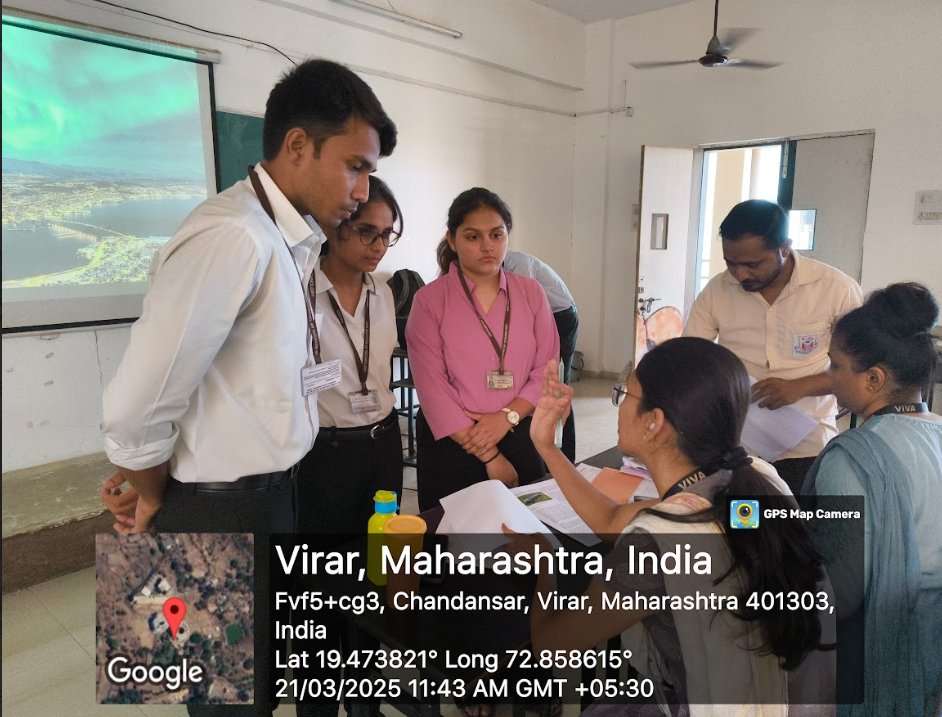 VIVA
VIVA
GPS Map Camera
Virar, Maharashtra, India
Fvf5+cg3, Chandansar, Virar, Maharashtra 401303,
India
Lat 19.473821° Long 72.858615°
21/03/2025 11:43 AM GMT +05:30
Google